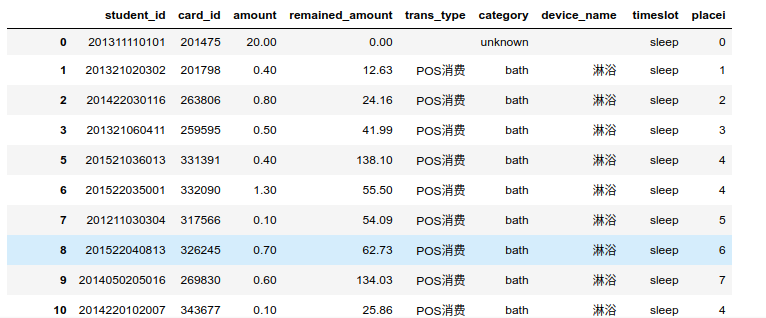 student_id card_id amount remained_amount trans_type category device_name timeslot placei
0 201311110101 201475 20.00 0.00 unknown sleep 0
1 201321020302 201798 0.40 12.63 POS消费 bath 淋浴 sleep 1
2 201422030116 263806 0.80 24.16 POS消费 bath 淋浴 sleep 2
3 201321060411 259595 0.50 41.99 POS消费 bath 淋浴 sleep 3
5 201521036013 331391 0.40 138.10 POS消费 bath 淋浴 sleep 4
6 201522035001 332090 1.30 55.50 POS消费 bath 淋浴 sleep 4
7 201211030304 317566 0.10 54.09 POS消费 bath 淋浴 sleep 5
8 201522040813 326245 0.70 62.73 POS消费 bath 淋浴 sleep 6
9 2014050205016 269830 0.60 134.03 POS消费 bath 淋浴 sleep 7
10 2014220102007 343677 0.10 25.86 POS消费 bath 淋浴 sleep 4